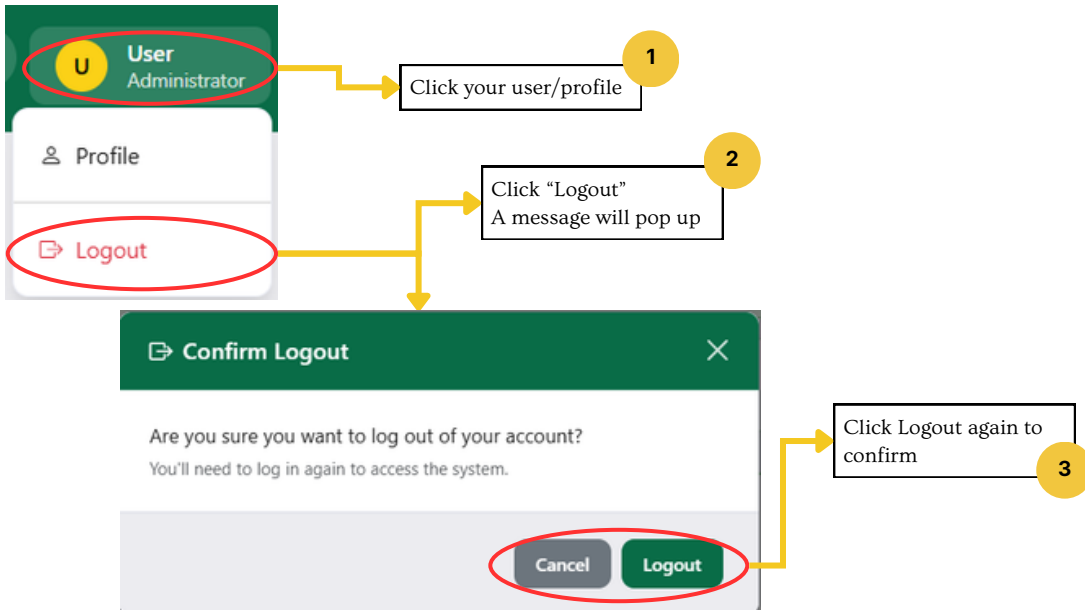 U
User
Administrator
Profile
Logout
1
Click your user/profile
2
Click “Logout”
A message will pop up
Confirm Logout
Are you sure you want to log out of your account?
You'll need to log in again to access the system.
Cancel
Logout
Click Logout again to
confirm
3